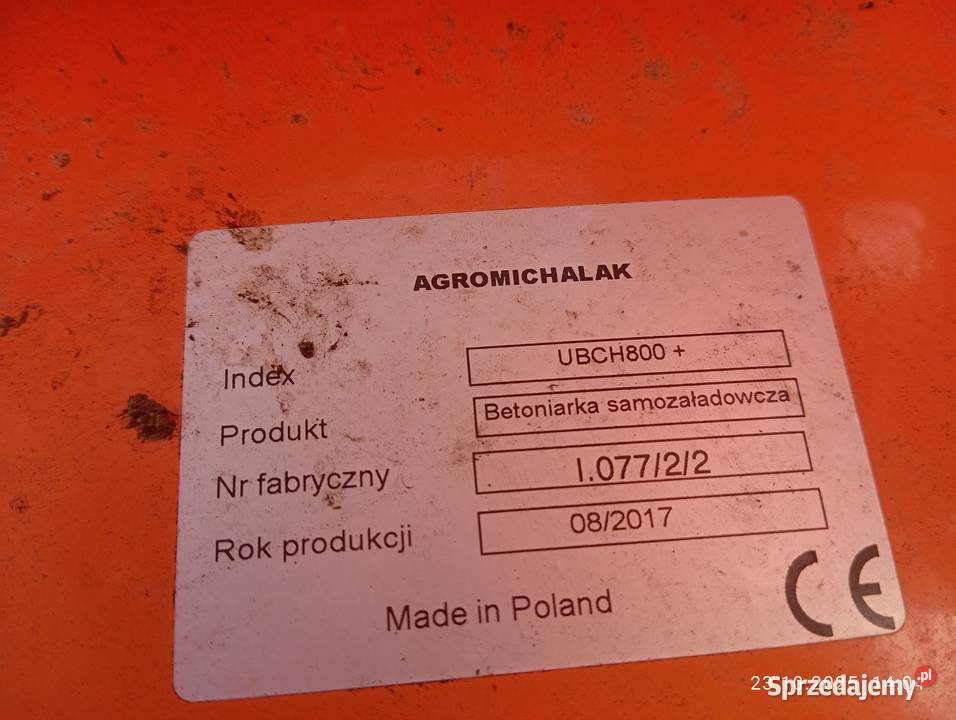 AGROMICHALAK
Index UBCH800 +
Produkt Betoniarka samozaładowcza
Nr fabryczny I.077/2/2
Rok produkcji 08/2017
Made in Poland CE
Sprzedajemy.pl